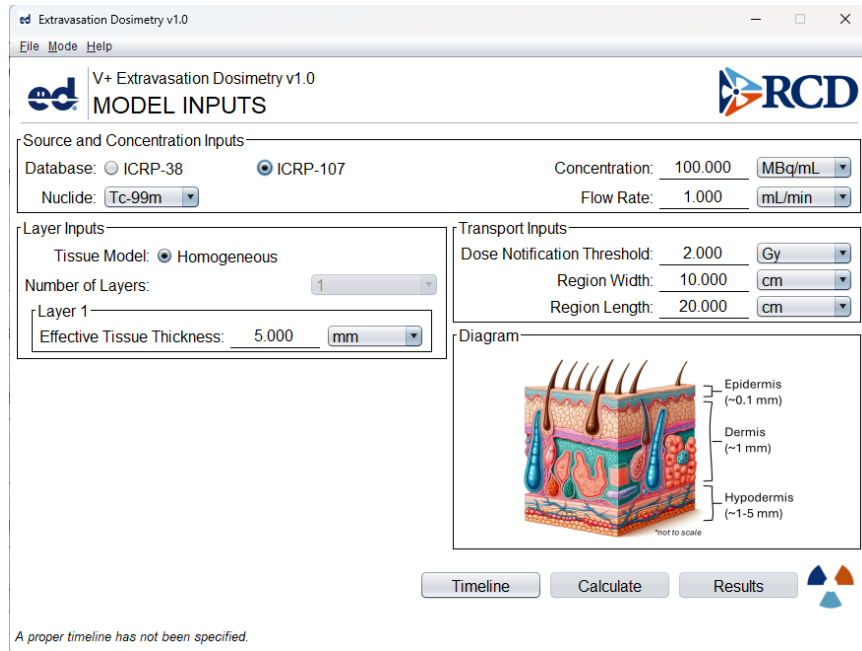 ed Extravasation Dosimetry v1.0
File Mode Help
ed. V+ Extravasation Dosimetry v1.0
MODEL INPUTS
RCD
Source and Concentration Inputs
Database: ICRP-38 ICRP-107
Nuclide: Tc-99m
Concentration: 100.000 MBq/mL
Flow Rate: 1.000 mL/min
Layer Inputs
Tissue Model: Homogeneous
Number of Layers: 1
Layer 1
Effective Tissue Thickness: 5.000 mm
Transport Inputs
Dose Notification Threshold: 2.000 Gy
Region Width: 10.000 cm
Region Length: 20.000 cm
Diagram
Epidermis
(~0.1 mm)
Dermis
(~1 mm)
Hypodermis
(~1-5 mm)
*not to scale
Timeline Calculate Results
A proper timeline has not been specified.